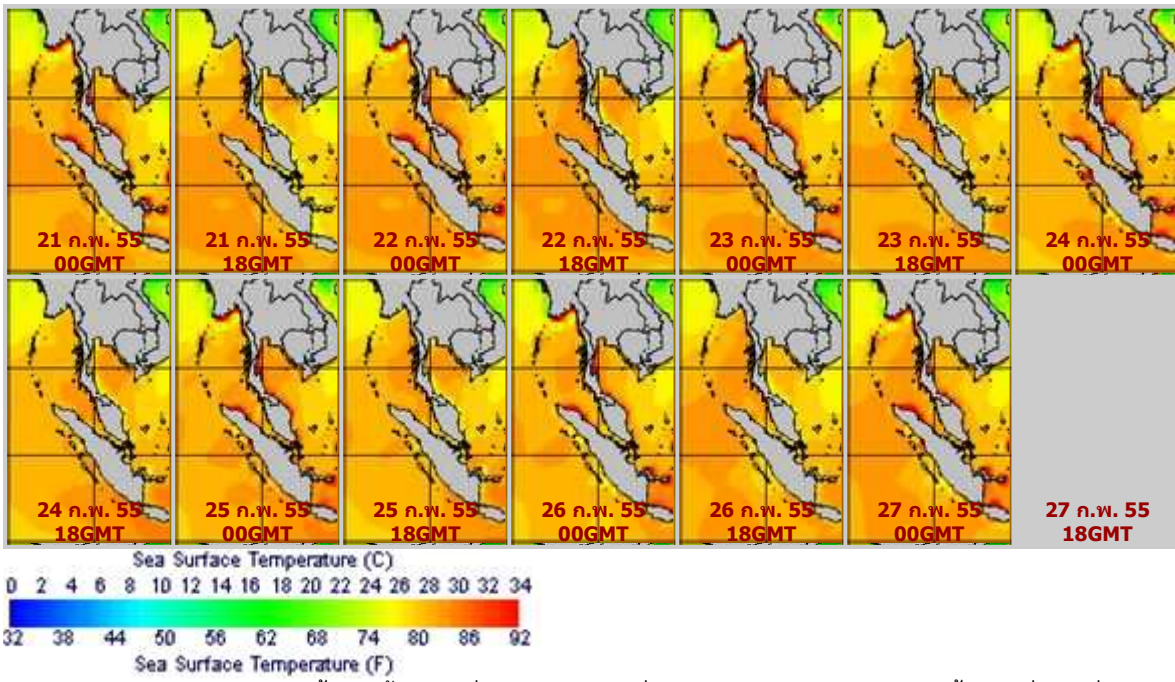 21 ก.พ. 55 00GMT
21 ก.พ. 55 18GMT
22 ก.พ. 55 00GMT
22 ก.พ. 55 18GMT
23 ก.พ. 55 00GMT
23 ก.พ. 55 18GMT
24 ก.พ. 55 00GMT
24 ก.พ. 55 18GMT
25 ก.พ. 55 00GMT
25 ก.พ. 55 18GMT
26 ก.พ. 55 00GMT
26 ก.พ. 55 18GMT
27 ก.พ. 55 00GMT
27 ก.พ. 55 18GMT
Sea Surface Temperature (C)
0 2 4 6 8 10 12 14 16 18 20 22 24 26 28 30 32 34
32 38 44 50 56 62 68 74 80 86 92
Sea Surface Temperature (F)